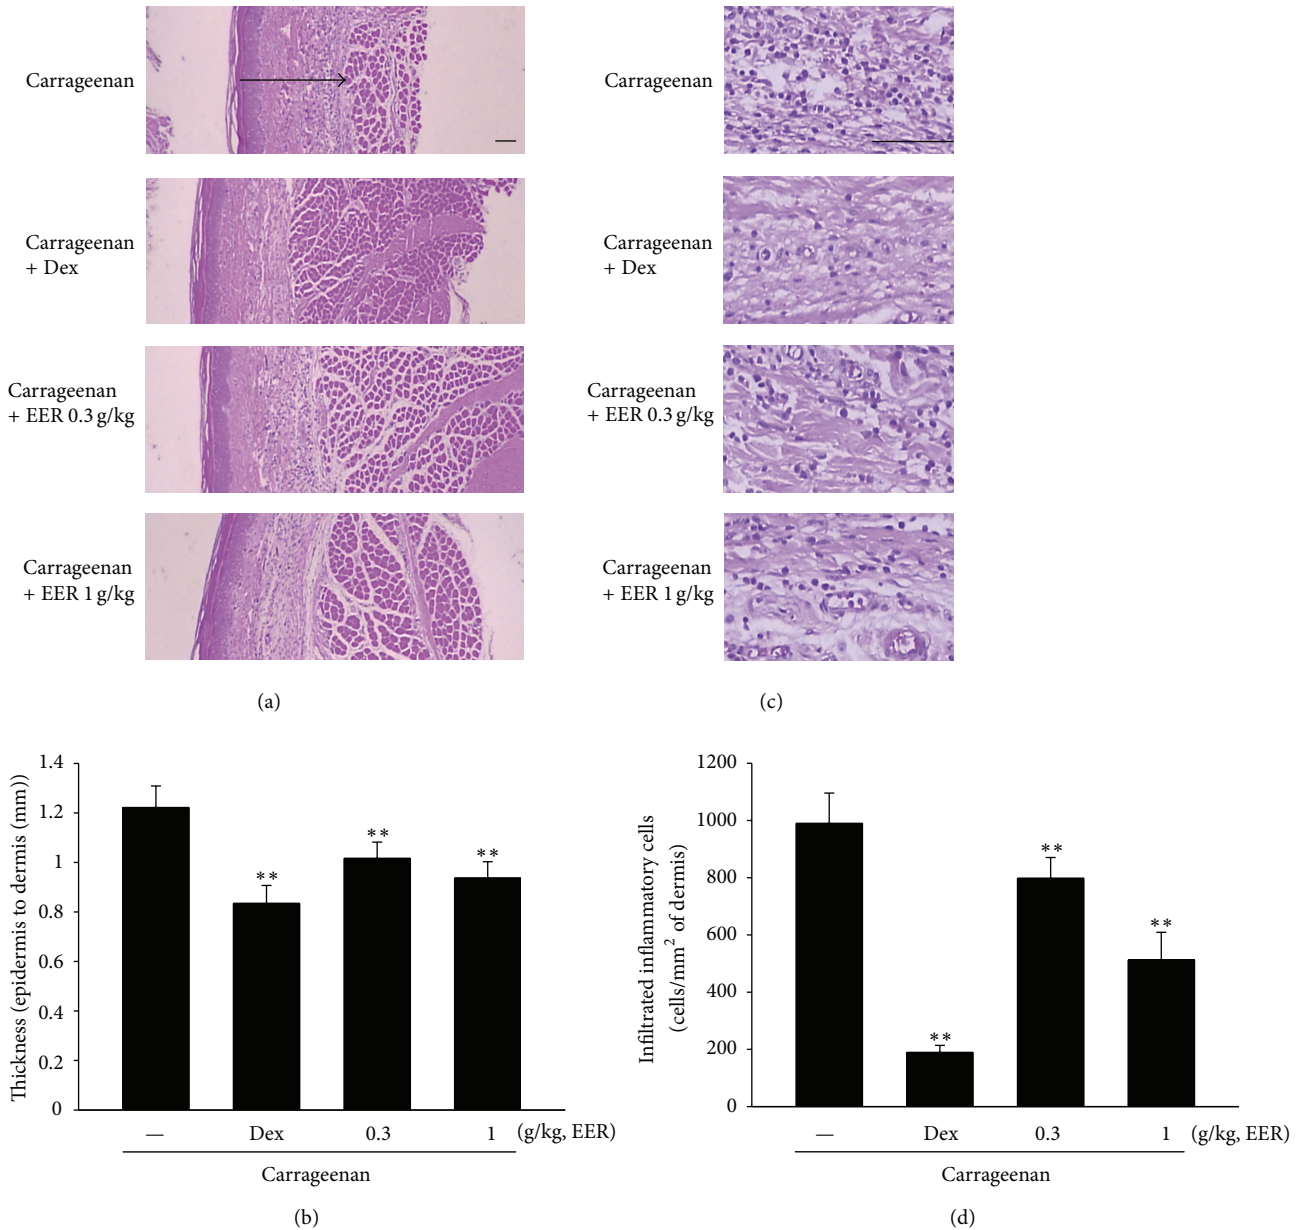 Carrageenan
Carrageenan
+ Dex
Carrageenan
+ EER 0.3 g/kg
Carrageenan
+ EER 1 g/kg
(a)
Carrageenan
Carrageenan
+ Dex
Carrageenan
+ EER 0.3 g/kg
Carrageenan
+ EER 1 g/kg
(c)
Thickness (epidermis to dermis (mm))
1.4
1.2
1
0.8
0.6
0.4
0.2
0
**
**
**
— Dex 0.3 1 (g/kg, EER)
Carrageenan
(b)
Infiltrated inflammatory cells
(cells/mm² of dermis)
1200
1000
800
600
400
200
0
**
**
**
— Dex 0.3 1 (g/kg, EER)
Carrageenan
(d)